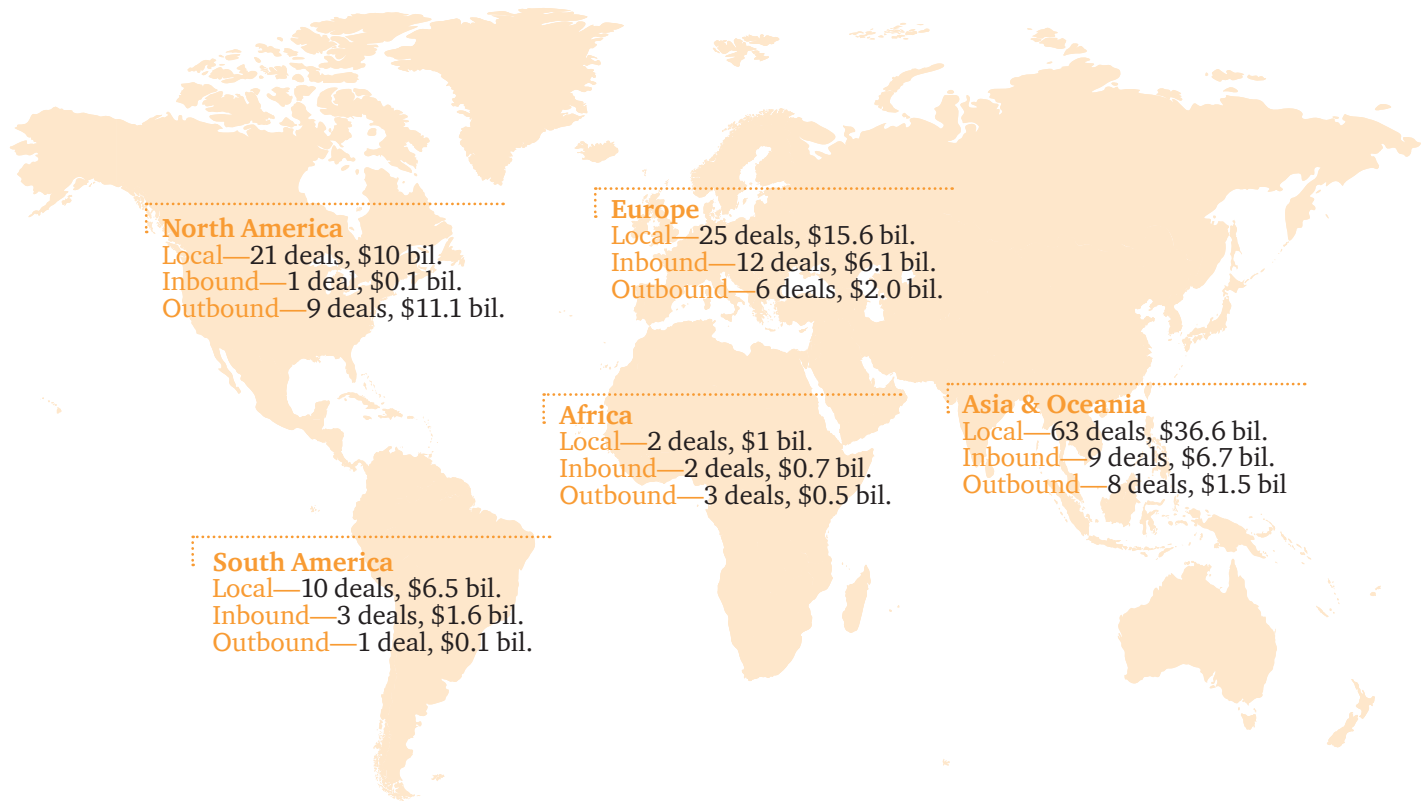 North America
Local—21 deals, $10 bil.
Inbound—1 deal, $0.1 bil.
Outbound—9 deals, $11.1 bil.
Europe
Local—25 deals, $15.6 bil.
Inbound—12 deals, $6.1 bil.
Outbound—6 deals, $2.0 bil.
Africa
Local—2 deals, $1 bil.
Inbound—2 deals, $0.7 bil.
Outbound—3 deals, $0.5 bil.
Asia & Oceania
Local—63 deals, $36.6 bil.
Inbound—9 deals, $6.7 bil.
Outbound—8 deals, $1.5 bil
South America
Local—10 deals, $6.5 bil.
Inbound—3 deals, $1.6 bil.
Outbound—1 deal, $0.1 bil.